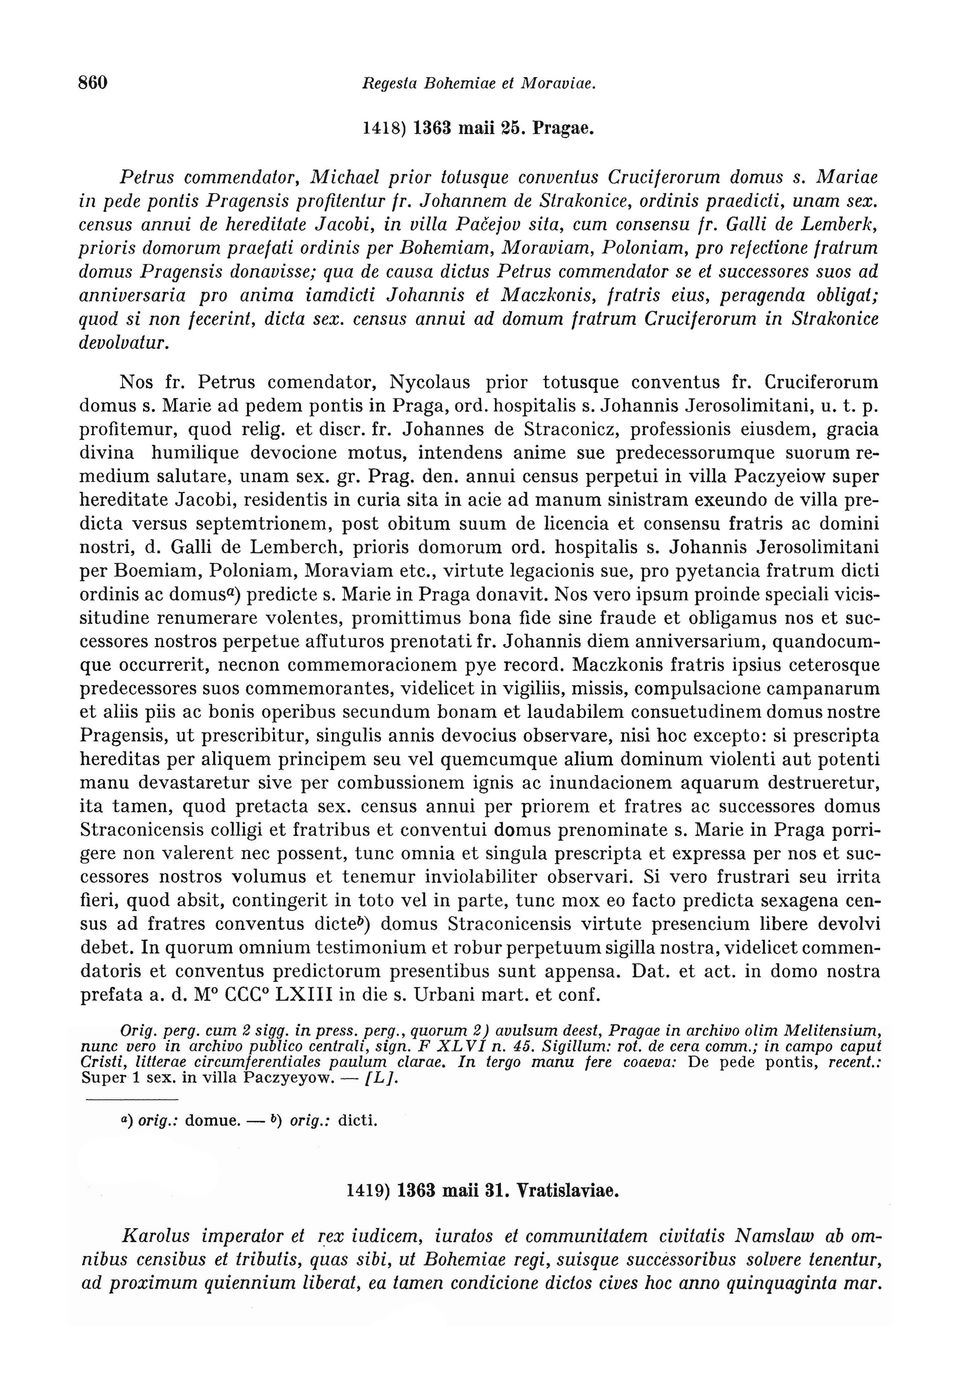 860
Regesta Bohemiae et Moraviae.
1418) 1363 maii 25. Pragae.
Petrus commendator, Michael prior totusque conventus Cruciferorum domus s. Mariae
in pede pontis Pragensis profitentur fr. Johannem de Strakonice, ordinis praedicti, unam sex.
census annui de hereditate Jacobi, in villa Pačejov sita, cum consensu fr. Galli de Lemberk,
prioris domorum praefati ordinis per Bohemiam, Moraviam, Poloniam, pro refectione fratrum
domus Pragensis donavisse; qua de causa dictus Petrus commendator se et successores suos ad
anniversaria pro anima iamdicti Johannis et Maczkonis, fratris eius, peragenda obligat;
quod si non fecerint, dicta sex. census annui ad domum fratrum Cruciferorum in Strakonice
devolvatur.
Nos fr. Petrus comendator, Nycolaus prior totusque conventus fr. Cruciferorum
domus s. Marie ad pedem pontis in Praga, ord. hospitalis s. Johannis Jerosolimitani, u. t. p.
profitemur, quod relig. et discr. fr. Johannes de Straconicz, professionis eiusdem, gracia
divina humilique devocione motus, intendens anime sue predecessorumque suorum re-
medium salutare, unam sex. gr. Prag. den. annui census perpetui in villa Paczyeiow super
hereditate Jacobi, residentis in curia sita in acie ad manum sinistram exeundo de villa pre-
dicta versus septemtrionem, post obitum suum de licencia et consensu fratris ac domini
nostri, d. Galli de Lemberch, prioris domorum ord. hospitalis s. Johannis Jerosolimitani
per Boemiam, Poloniam, Moraviam etc., virtute legacionis sue, pro pyetancia fratrum dicti
ordinis ac domusa) predicte s. Marie in Praga donavit. Nos vero ipsum proinde speciali vicis-
situdine renumerare volentes, promittimus bona fide sine fraude et obligamus nos et suc-
cessores nostros perpetue affuturos prenotati fr. Johannis diem anniversarium, quandocum-
que occurrerit, necnon commemoracionem pye record. Maczkonis fratris ipsius ceterosque
predecessores suos commemorantes, videlicet in vigiliis, missis, compulsacione campanarum
et aliis piis ac bonis operibus secundum bonam et laudabilem consuetudinem domus nostre
Pragensis, ut prescribitur, singulis annis devocius observare, nisi hoc excepto: si prescripta
hereditas per aliquem principem seu vel quemcumque alium dominum violenti aut potenti
manu devastaretur sive per combussionem ignis ac inundacionem aquarum destrueretur,
ita tamen, quod pretacta sex. census annui per priorem et fratres ac successores domus
Straconicensis colligi et fratribus et conventui domus prenominate s. Marie in Praga porri-
gere non valerent nec possent, tunc omnia et singula prescripta et expressa per nos et suc-
cessores nostros volumus et tenemur inviolabiliter observari. Si vero frustrari seu irrita
fieri, quod absit, contingerit in toto vel in parte, tunc mox eo facto predicta sexagena cen-
sus ad fratres conventus dicteb) domus Straconicensis virtute presencium libere devolvi
debet. In quorum omnium testimonium et robur perpetuum sigilla nostra, videlicet commen-
datoris et conventus predictorum presentibus sunt appensa. Dat. et act. in domo nostra
prefata a. d. M° CCC° LXIII in die s. Urbani mart. et conf.
Orig. perg. cum 2 sigg. in press. perg., quorum 2) avulsum deest, Pragae in archivo olim Melitensium,
nunc vero in archivo publico centrali, sign. F XLVI n. 45. Sigillum: rot. de cera comm.; in campo caput
Cristi, litterae circumferentiales paulum clarae. In tergo manu fere coaeva: De pede pontis, recent.:
Super 1 sex. in villa Paczyeyow. — [L].
a) orig.: domue. — b) orig.: dicti.
1419) 1363 maii 31. Vratislaviae.
Karolus imperator et rex iudicem, iuratos et communitatem civitatis Namslaw ab om-
nibus censibus et tributis, quas sibi, ut Bohemiae regi, suisque successoribus solvere tenentur,
ad proximum quiennium liberat, ea tamen condicione dictos cives hoc anno quinquaginta mar.